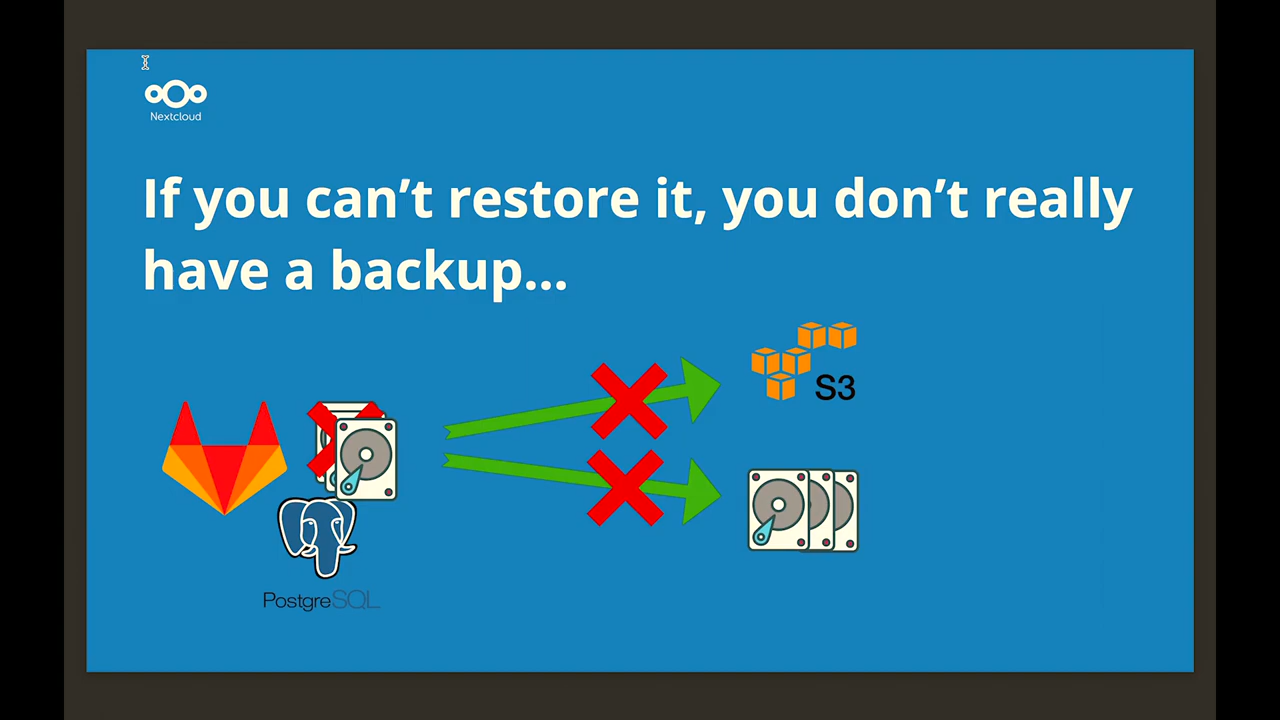 Nextcloud
If you can’t restore it, you don’t really
have a backup...
S3
PostgreSQL